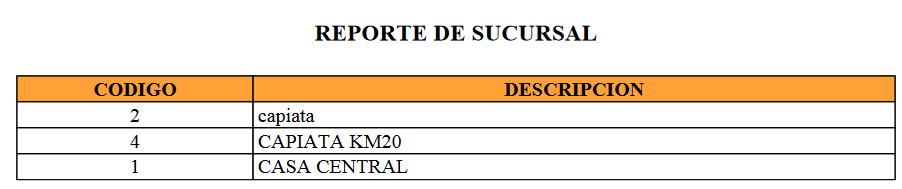 REPORTE DE SUCURSAL
CODIGO DESCRIPCION
2 capiata
4 CAPIATA KM20
1 CASA CENTRAL